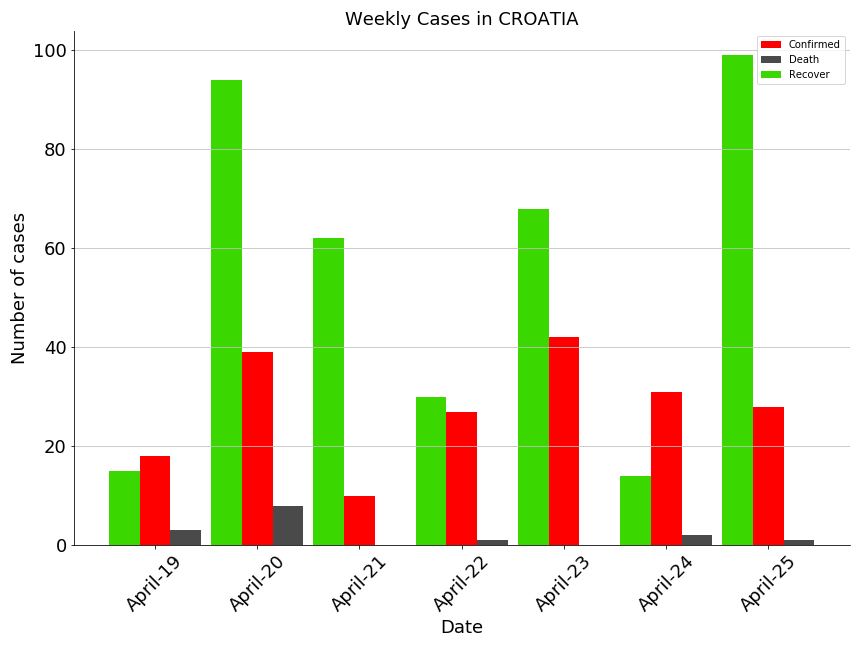 Weekly Cases in CROATIA
Confirmed
Death
Recover
100
80
60
40
20
0
Number of cases
April-19
April-20
April-21
April-22
April-23
April-24
April-25
Date